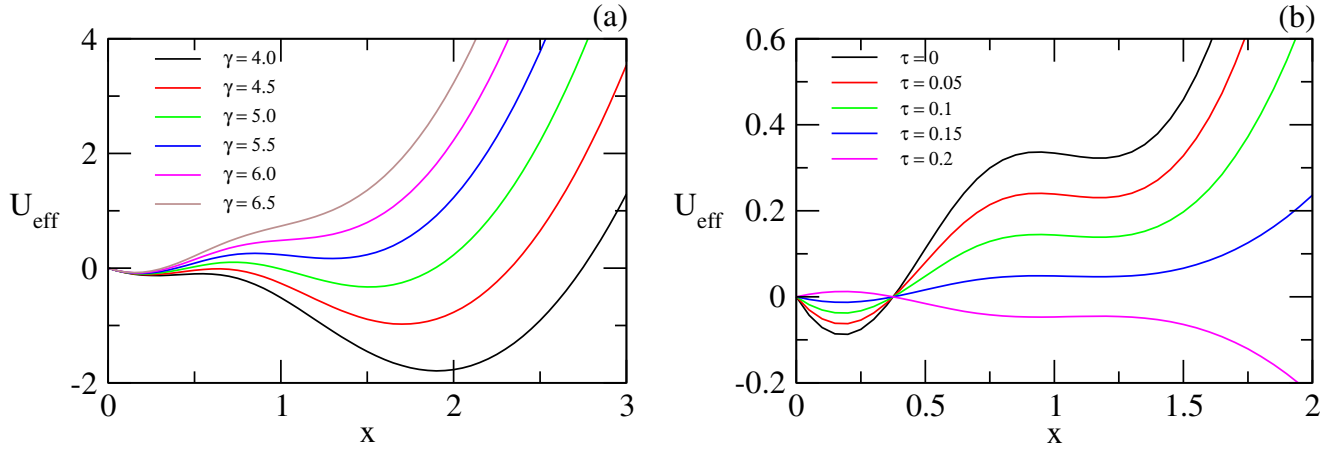 (a)
4
2
0
-2
0
1
2
3
U_eff
x
γ = 4.0
γ = 4.5
γ = 5.0
γ = 5.5
γ = 6.0
γ = 6.5
(b)
0.6
0.4
0.2
0
-0.2
0
0.5
1
1.5
2
U_eff
x
τ = 0
τ = 0.05
τ = 0.1
τ = 0.15
τ = 0.2